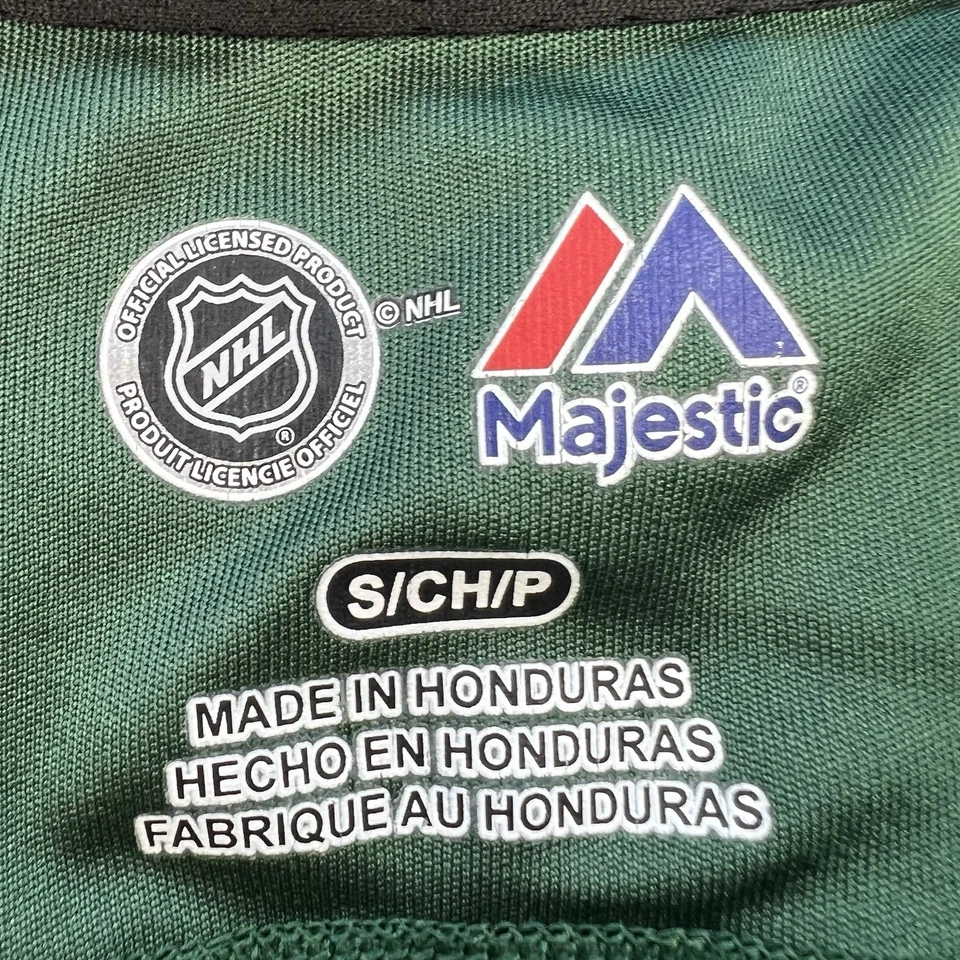 OFFICIAL LICENSED PRODUCT
NHL
®
PRODUIT LICENCIE OFFICIEL
© NHL
Majestic®
S/CH/P
MADE IN HONDURAS
HECHO EN HONDURAS
FABRIQUE AU HONDURAS